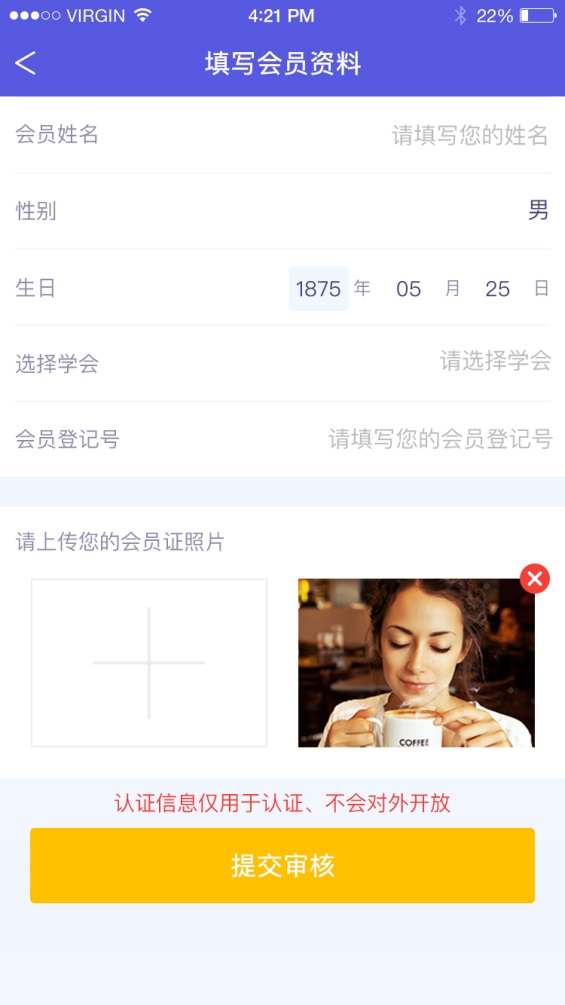 VIRGIN 4:21 PM 22%
填写会员资料
会员姓名 请填写您的姓名
性别 男
生日 1875 年 05 月 25 日
选择学会 请选择学会
会员登记号 请填写您的会员登记号
请上传您的会员证照片
COFFEE
认证信息仅用于认证、不会对外开放
提交审核